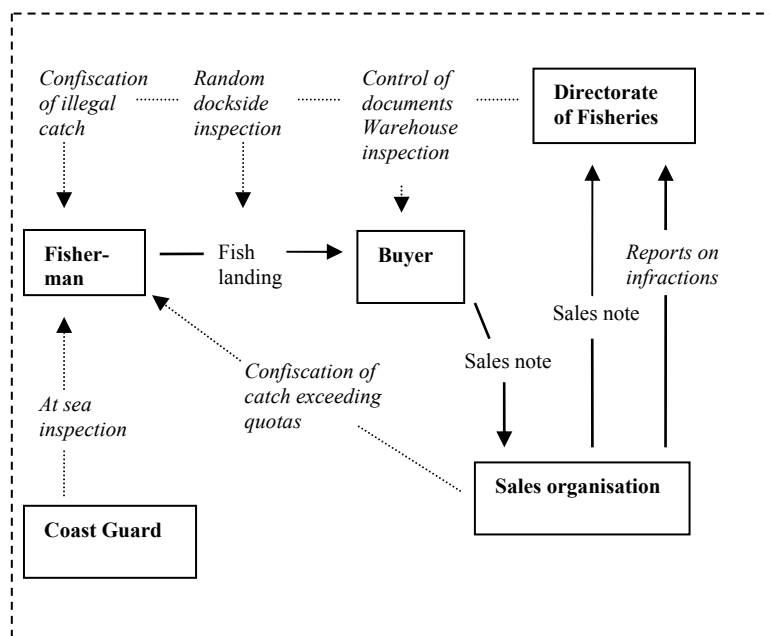 Confiscation
of illegal
catch
Random
dockside
inspection
Control of
documents
Warehouse
inspection
Directorate
of Fisheries
Fisher-
man
Fish
landing
Buyer
Reports on
infractions
Sales note
Sales note
Confiscation of
catch exceeding
quotas
At sea
inspection
Sales organisation
Coast Guard